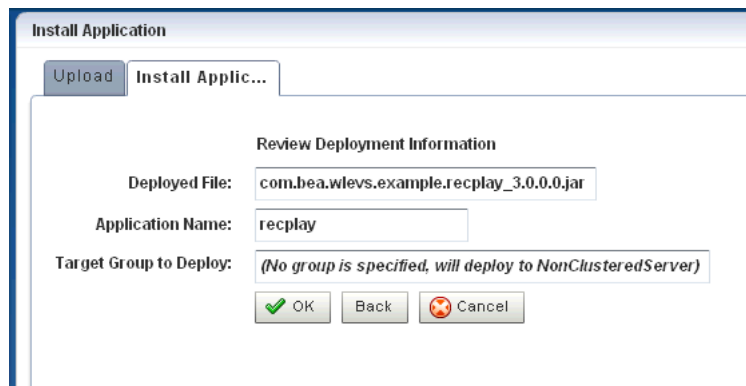 Install Application
Upload Install Applic...
Review Deployment Information
Deployed File: com.bea.wlevs.example.recplay_3.0.0.0.jar
Application Name: recplay
Target Group to Deploy: (No group is specified, will deploy to NonClusteredServer)
OK Back Cancel